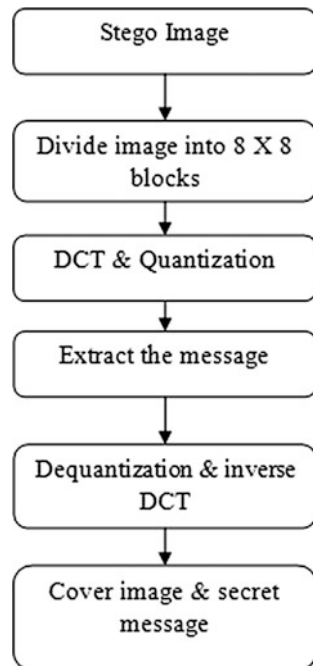 Stego Image
Divide image into 8 X 8
blocks
DCT & Quantization
Extract the message
Dequantization & inverse
DCT
Cover image & secret
message